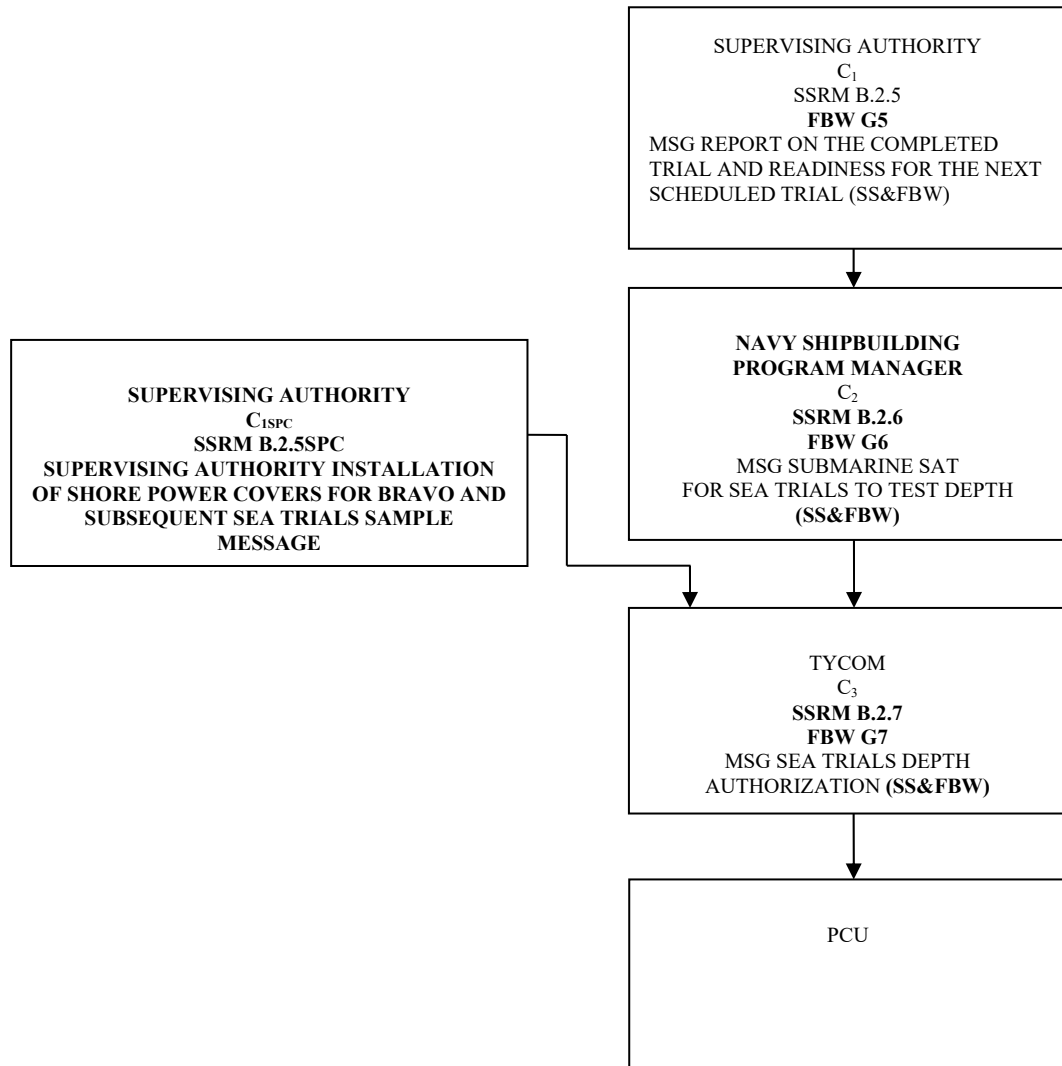 SUPERVISING AUTHORITY
C1
SSRM B.2.5
FBW G5
MSG REPORT ON THE COMPLETED
TRIAL AND READINESS FOR THE NEXT
SCHEDULED TRIAL (SS&FBW)
NAVY SHIPBUILDING
PROGRAM MANAGER
C2
SSRM B.2.6
FBW G6
MSG SUBMARINE SAT
FOR SEA TRIALS TO TEST DEPTH
(SS&FBW)
SUPERVISING AUTHORITY
C1SPC
SSRM B.2.5SPC
SUPERVISING AUTHORITY INSTALLATION
OF SHORE POWER COVERS FOR BRAVO AND
SUBSEQUENT SEA TRIALS SAMPLE
MESSAGE
TYCOM
C3
SSRM B.2.7
FBW G7
MSG SEA TRIALS DEPTH
AUTHORIZATION (SS&FBW)
PCU